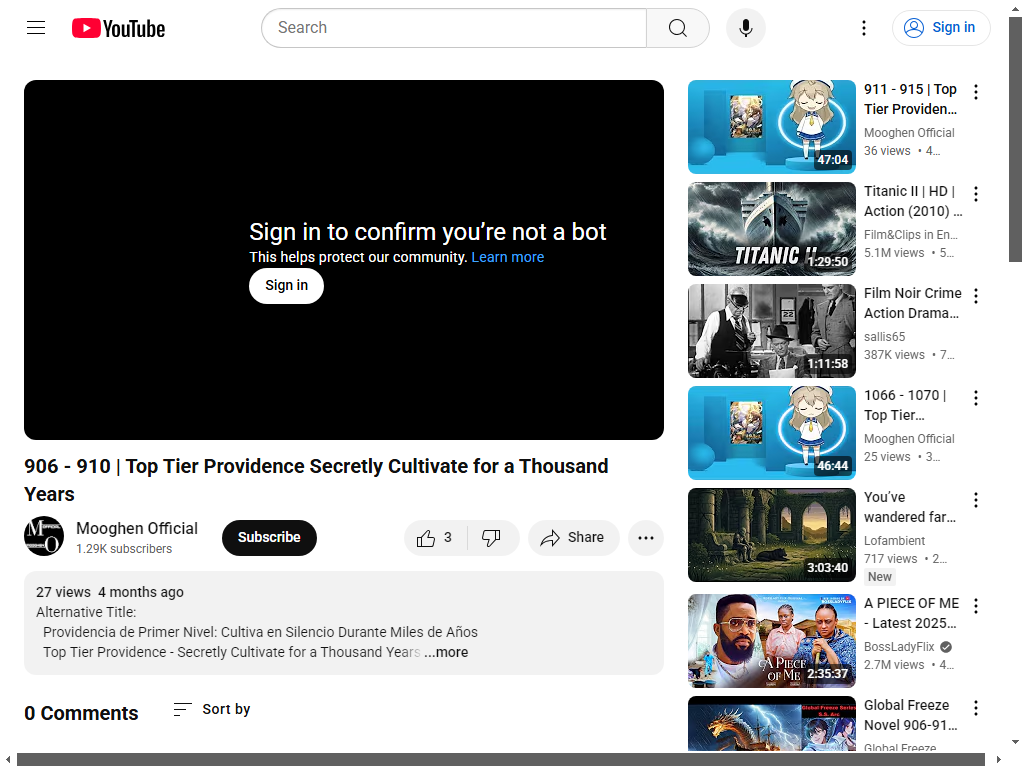 YouTube
Search
Sign in
Sign in to confirm you're not a bot
This helps protect our community. Learn more
Sign in
906 - 910 | Top Tier Providence Secretly Cultivate for a Thousand
Years
Mooghen Official
1.29K subscribers
Subscribe
3
Share
27 views 4 months ago
Alternative Title:
Providencia de Primer Nivel: Cultiva en Silencio Durante Miles de Años
Top Tier Providence - Secretly Cultivate for a Thousand Years ...more
0 Comments
Sort by
47:04
911 - 915 | Top
Tier Providen...
Mooghen Official
36 views • 4...
TITANIC II
1:29:50
Titanic II | HD |
Action (2010) ...
Film&Clips in En...
5.1M views • 5...
22
1:11:58
Film Noir Crime
Action Drama...
sallis65
387K views • 7...
46:44
1066 - 1070 |
Top Tier...
Mooghen Official
25 views • 3...
3:03:40
You've
wandered far...
Lofambient
717 views • 2...
New
A PIECE OF
ME
2:35:37
A PIECE OF ME
- Latest 2025...
BossLadyFlix
2.7M views • 4...
Global Freeze Series
S.S. Arc
Global Freeze
Novel 906-91...
Global Freeze